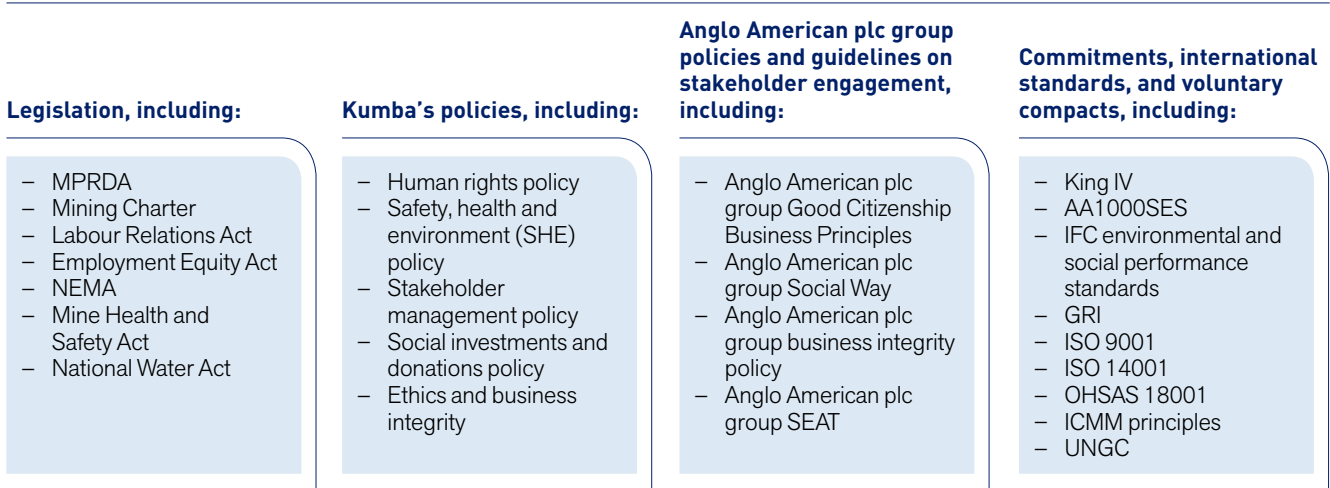 Legislation, including:
– MPRDA
– Mining Charter
– Labour Relations Act
– Employment Equity Act
– NEMA
– Mine Health and
Safety Act
– National Water Act
Kumba's policies, including:
– Human rights policy
– Safety, health and
environment (SHE)
policy
– Stakeholder
management policy
– Social investments and
donations policy
– Ethics and business
integrity
Anglo American plc group
policies and guidelines on
stakeholder engagement,
including:
– Anglo American plc
group Good Citizenship
Business Principles
– Anglo American plc
group Social Way
– Anglo American plc
group business integrity
policy
– Anglo American plc
group SEAT
Commitments, international
standards, and voluntary
compacts, including:
– King IV
– AA1000SES
– IFC environmental and
social performance
standards
– GRI
– ISO 9001
– ISO 14001
– OHSAS 18001
– ICMM principles
– UNGC